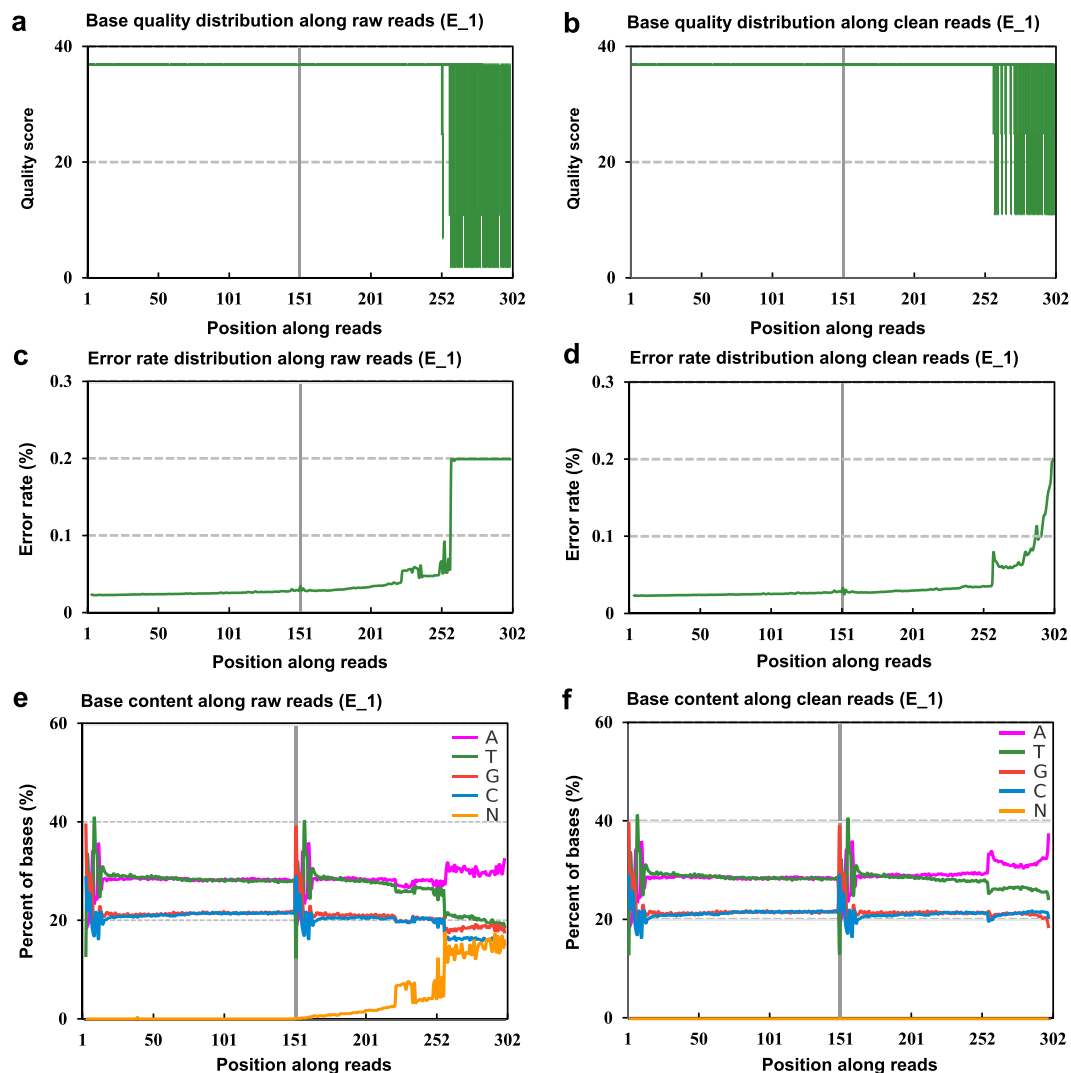 a Base quality distribution along raw reads (E_1)
40
20
0
Quality score
1 50 101 151 201 252 302
Position along reads
b Base quality distribution along clean reads (E_1)
40
20
0
Quality score
1 50 101 151 201 252 302
Position along reads
c Error rate distribution along raw reads (E_1)
0.3
0.2
0.1
0
Error rate (%)
1 50 101 151 201 252 302
Position along reads
d Error rate distribution along clean reads (E_1)
0.3
0.2
0.1
0
Error rate (%)
1 50 101 151 201 252 302
Position along reads
e Base content along raw reads (E_1)
60
40
20
0
Percent of bases (%)
A
T
G
C
N
1 50 101 151 201 252 302
Position along reads
f Base content along clean reads (E_1)
60
40
20
0
Percent of bases (%)
A
T
G
C
N
1 50 101 151 201 252 302
Position along reads